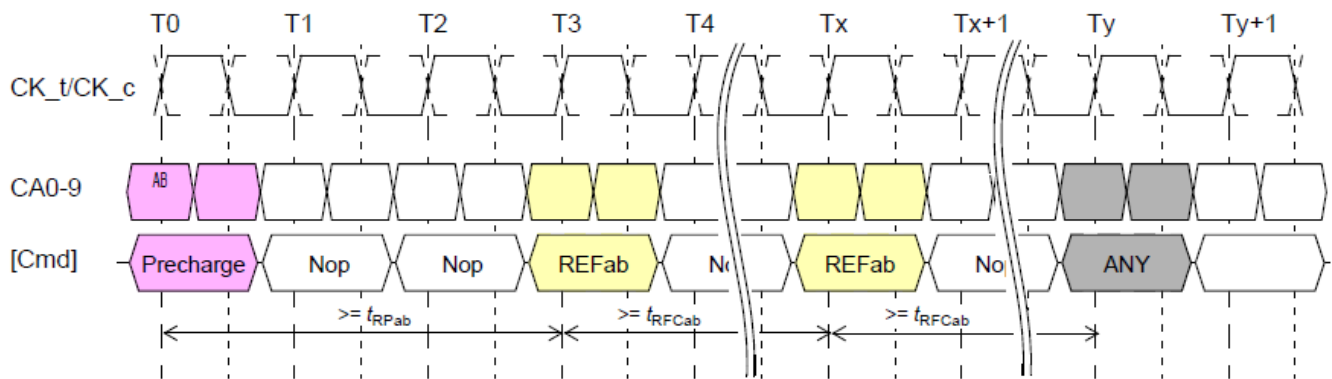 T0 T1 T2 T3 T4 Tx Tx+1 Ty Ty+1
CK_t/CK_c
CA0-9 AB
[Cmd] Precharge Nop Nop REFab REFab ANY
>= tRPab >= tRFCab >= tRFCab